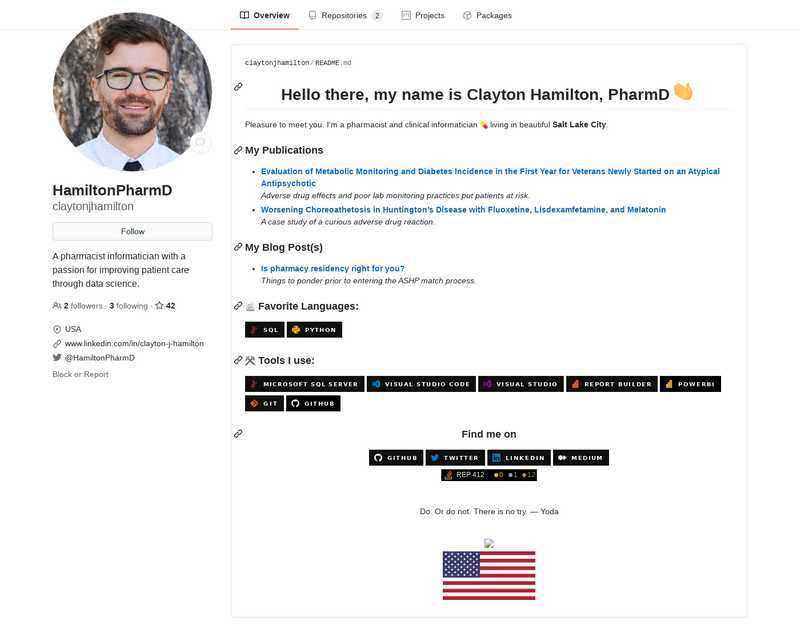 Overview
Repositories 2
Projects
Packages
HamiltonPharmD
claytonjhamilton
Follow
A pharmacist informatician with a
passion for improving patient care
through data science.
2 followers · 3 following · 42
USA
www.linkedin.com/in/clayton-j-hamilton
@HamiltonPharmD
Block or Report
claytonjhamilton/README.md
Hello there, my name is Clayton Hamilton, PharmD
Pleasure to meet you. I'm a pharmacist and clinical informatician 💊 living in beautiful Salt Lake City.
My Publications
• Evaluation of Metabolic Monitoring and Diabetes Incidence in the First Year for Veterans Newly Started on an Atypical
Antipsychotic
Adverse drug effects and poor lab monitoring practices put patients at risk.
• Worsening Choreoathetosis in Huntington's Disease with Fluoxetine, Lisdexamfetamine, and Melatonin
A case study of a curious adverse drug reaction.
My Blog Post(s)
• Is pharmacy residency right for you?
Things to ponder prior to entering the ASHP match process.
Favorite Languages:
SQL PYTHON
Tools I use:
MICROSOFT SQL SERVER VISUAL STUDIO CODE VISUAL STUDIO REPORT BUILDER POWERBI
GIT GITHUB
Find me on
GITHUB TWITTER LINKEDIN MEDIUM
REP 412 0 1 12
Do. Or do not. There is no try. — Yoda